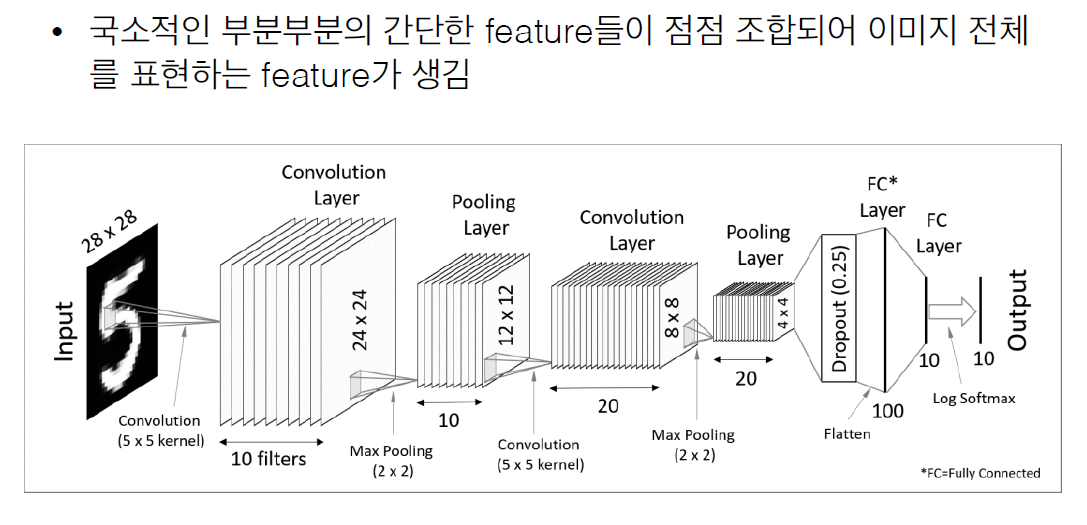 • 국소적인 부분부분의 간단한 feature들이 점점 조합되어 이미지 전체
를 표현하는 feature가 생김
Input
28 x 28
Convolution
(5 x 5 kernel)
Convolution
Layer
24 x 24
10 filters
Max Pooling
(2 x 2)
Pooling
Layer
12 x 12
10
Convolution
(5 x 5 kernel)
Convolution
Layer
8 x 8
20
Max Pooling
(2 x 2)
Pooling
Layer
4 x 4
20
Dropout (0.25)
Flatten
FC*
Layer
100
FC
Layer
10
Log Softmax
10
Output
*FC=Fully Connected